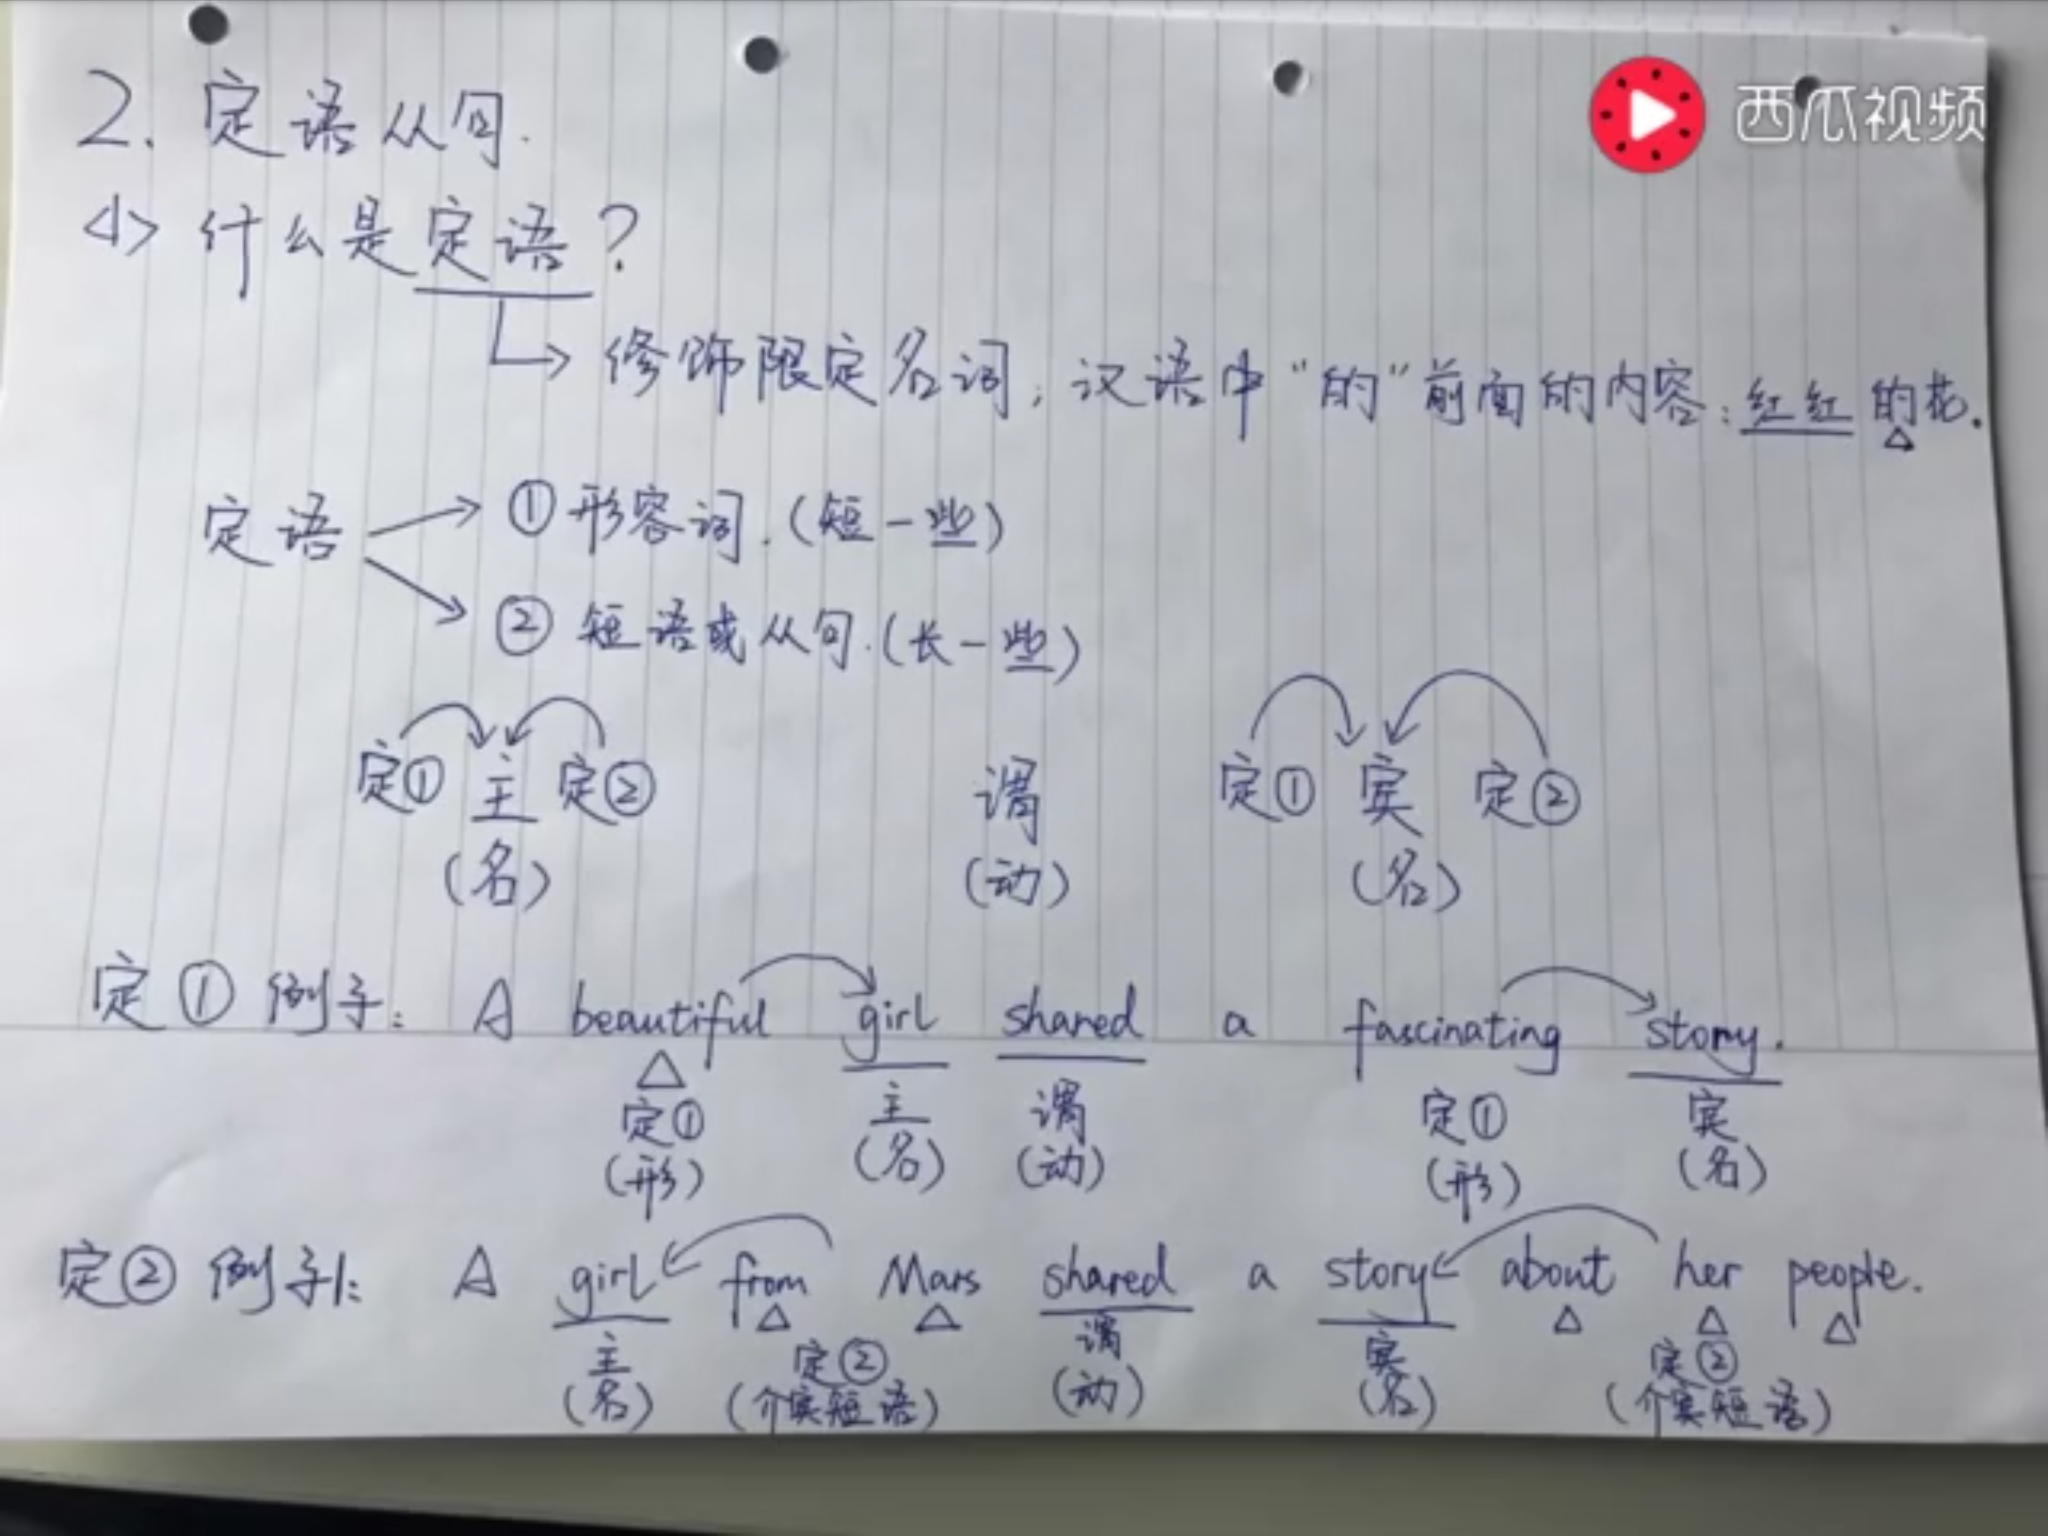 西瓜视频
2. 定语从句.
<1> 什么是定语?
修饰限定名词; 汉语中"的"前面的内容: 红红的花.
定语
① 形容词. (短一些)
② 短语或从句. (长一些)
定① 主 定② 谓 定① 宾 定②
(名) (动) (名)
定① 例子: A beautiful girl shared a fascinating story.
定① 主 谓 定① 宾
(形) (名) (动) (形) (名)
定② 例子1: A girl from Mars shared a story about her people.
主 定② 谓 宾 定②
(名) (介宾短语) (动) (名) (介宾短语)